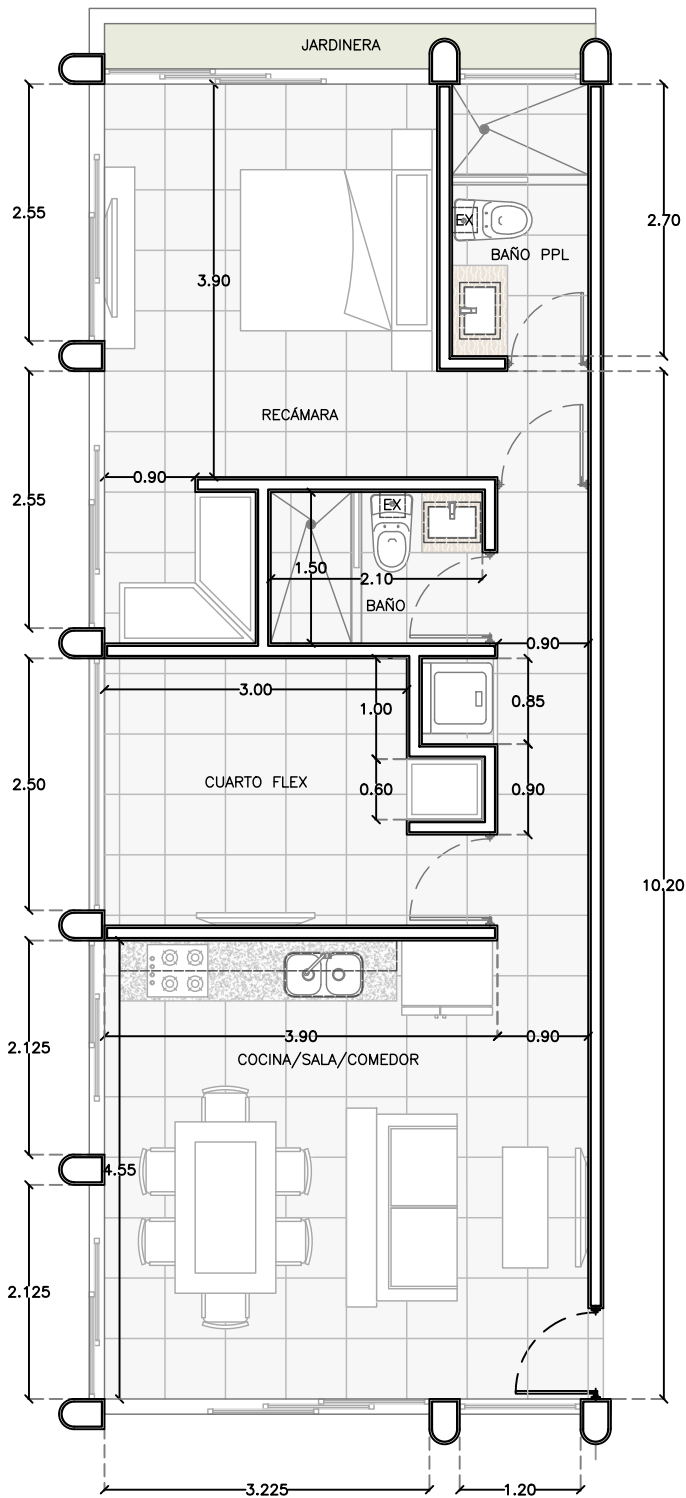 JARDINERA
2.55
2.70
EX
BAÑO PPL
3.90
RECÁMARA
0.90
2.55
EX
1.50
2.10
BAÑO
0.90
3.00
0.85
1.00
CUARTO FLEX
2.50
0.60
0.90
10.20
3.90
0.90
2.125
COCINA/SALA/COMEDOR
4.55
2.125
3.225
1.20